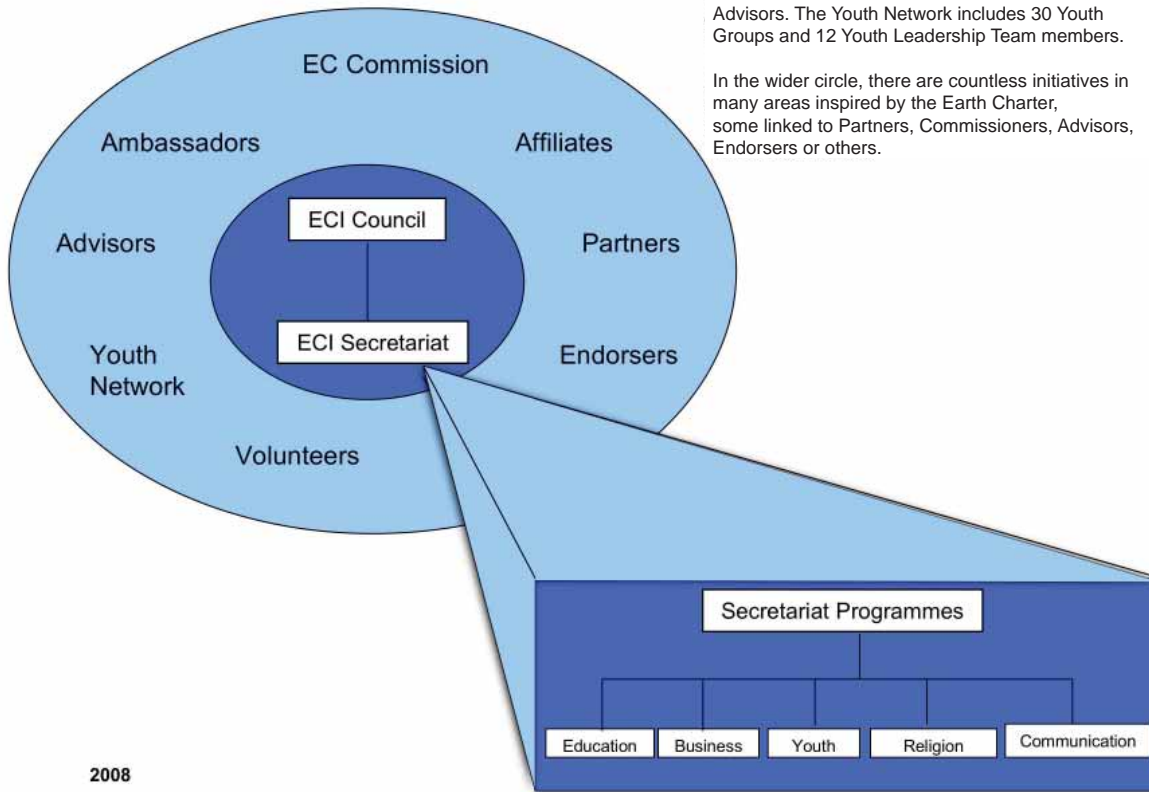 Advisors. The Youth Network includes 30 Youth
Groups and 12 Youth Leadership Team members.
In the wider circle, there are countless initiatives in
many areas inspired by the Earth Charter,
some linked to Partners, Commissioners, Advisors,
Endorsers or others.
EC Commission
Ambassadors
Affiliates
ECI Council
Advisors
Partners
ECI Secretariat
Youth
Network
Endorsers
Volunteers
Secretariat Programmes
Education
Business
Youth
Religion
Communication
2008